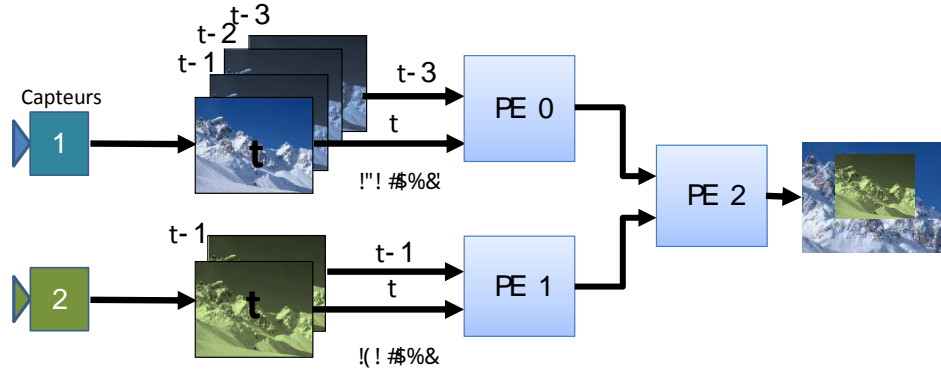 t-3
t-2
t-1
Capteurs
1
t
t-3
t
!"! #$%&'
PE 0
PE 2
t-1
2
t
t-1
t
!(! #$%&
PE 1